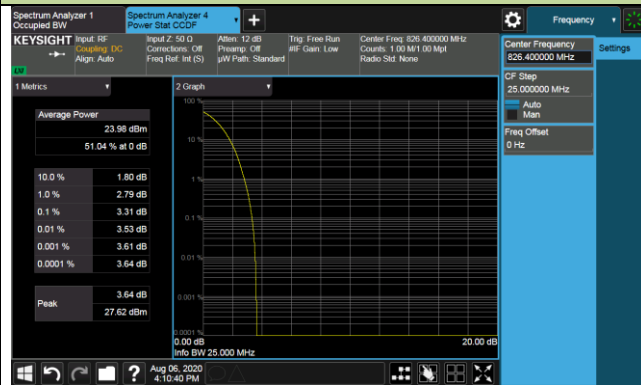 Spectrum Analyzer 1
Occupied BW
Spectrum Analyzer 4
Power Stat CCDF
Frequency
KEYSIGHT
Input: RF
Coupling: DC
Align: Auto
Input Z: 50 Ω
Corrections: Off
Freq Ref: Int (S)
Atten: 12 dB
Preamp: Off
µW Path: Standard
Trig: Free Run
#IF Gain: Low
Center Freq: 826.400000 MHz
Counts: 1.00 M/1.00 Mpt
Radio Std: None
Center Frequency
826.400000 MHz
Settings
CF Step
25.000000 MHz
Auto
Man
Freq Offset
0 Hz
1 Metrics
Average Power
23.98 dBm
51.04 % at 0 dB
10.0 % 1.80 dB
1.0 % 2.79 dB
0.1 % 3.31 dB
0.01 % 3.53 dB
0.001 % 3.61 dB
0.0001 % 3.64 dB
Peak
3.64 dB
27.62 dBm
2 Graph
100 %
10 %
1 %
0.1 %
0.01 %
0.001 %
0.0001 %
0.00 dB
20.00 dB
Info BW 25.000 MHz
?
Aug 06, 2020
4:10:40 PM